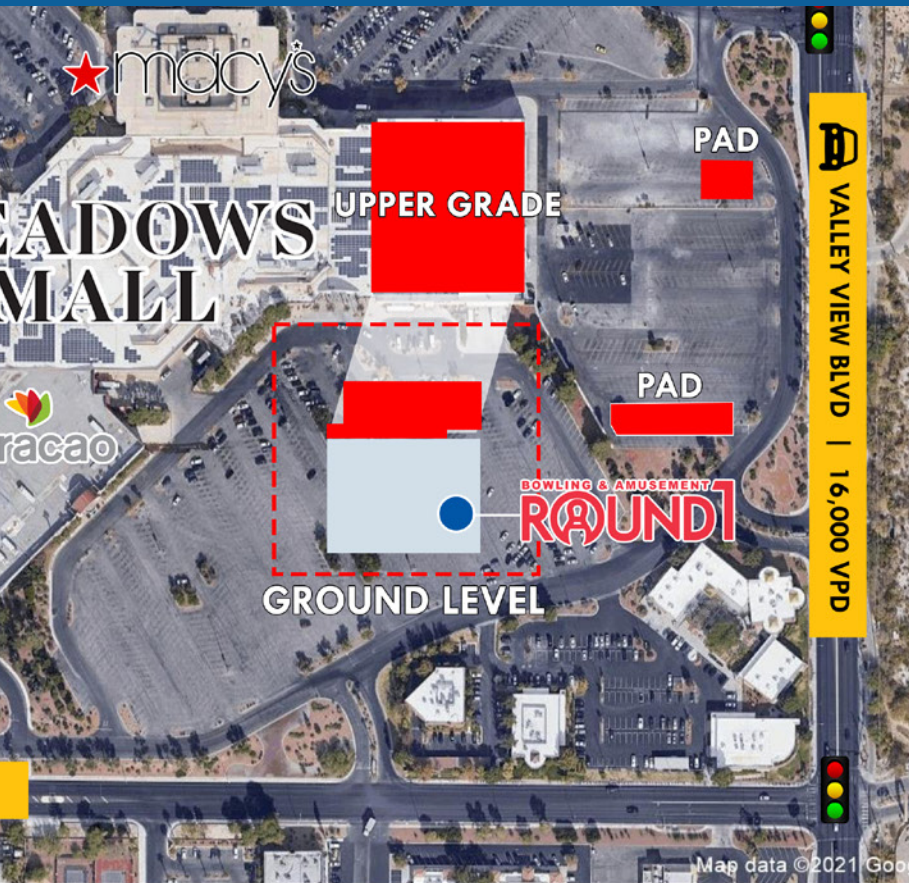 macy's
PAD
UPPER GRADE
EADOWS
MALL
PAD
racao
BOWLING & AMUSEMENT
ROUND1
GROUND LEVEL
VALLEY VIEW BLVD | 16,000 VPD
Map data ©2021 Goo